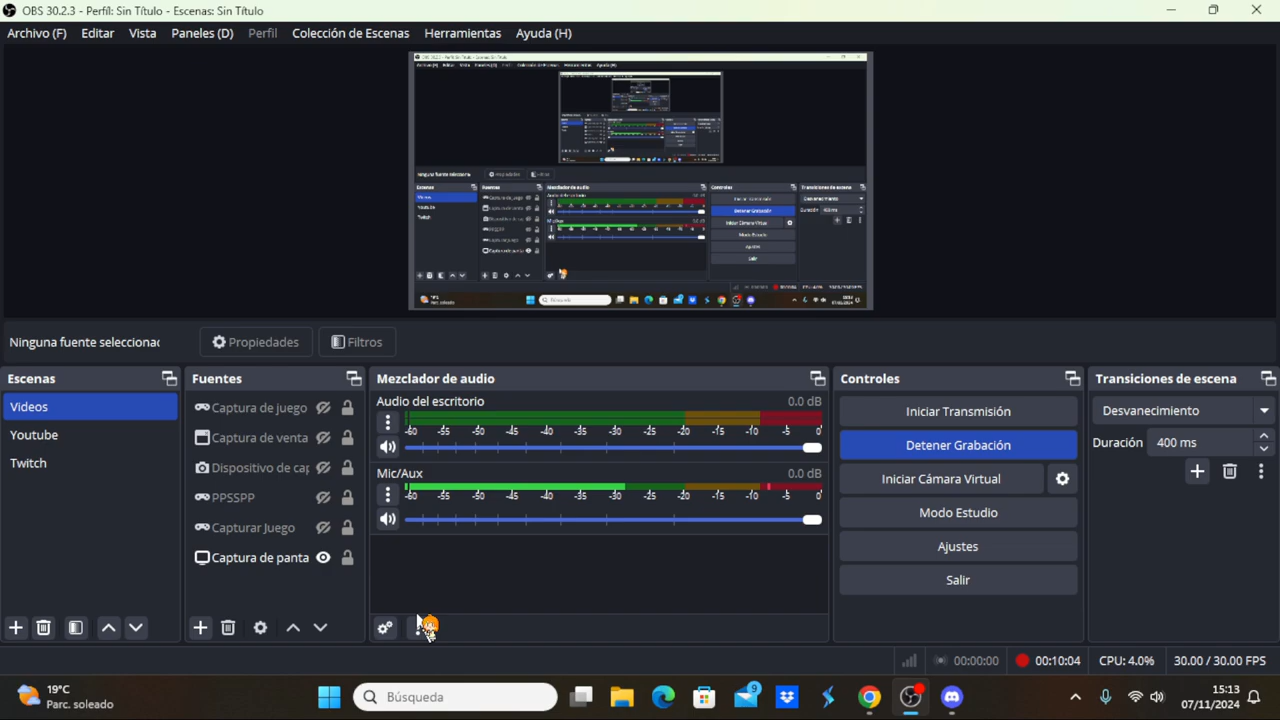 OBS 30.2.3 - Perfil: Sin Título - Escenas: Sin Título
Archivo (F) Editar Vista Paneles (D) Perfil Colección de Escenas Herramientas Ayuda (H)
Ninguna fuente seleccionac Propiedades Filtros
Escenas
Videos
Youtube
Twitch
Fuentes
Captura de juego
Captura de venta
Dispositivo de cap
PPSSPP
Capturar Juego
Captura de panta
Mezclador de audio
Audio del escritorio 0.0 dB
-60 -55 -50 -45 -40 -35 -30 -25 -20 -15 -10 -5 0
Mic/Aux 0.0 dB
-60 -55 -50 -45 -40 -35 -30 -25 -20 -15 -10 -5 0
Controles
Iniciar Transmisión
Detener Grabación
Iniciar Cámara Virtual
Modo Estudio
Ajustes
Salir
Transiciones de escena
Desvanecimiento
Duración 400 ms
00:00:00 00:10:04 CPU: 4.0% 30.00 / 30.00 FPS
19°C
Parc. soleado
Búsqueda
9
15:13
07/11/2024